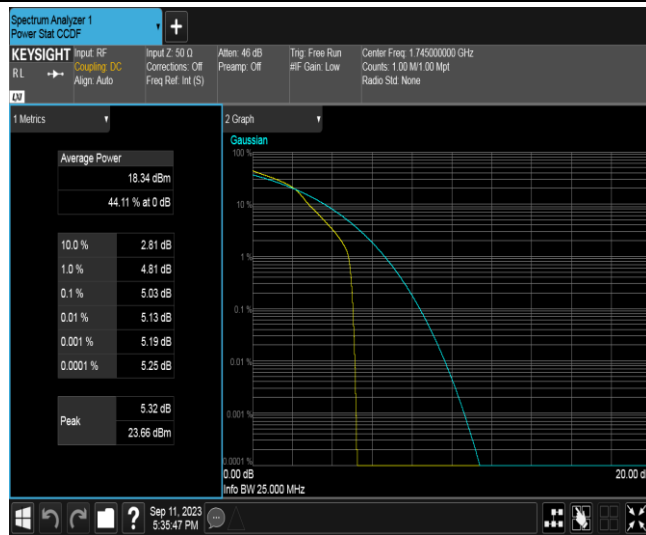 Spectrum Analyzer 1
Power Stat CCDF
+
KEYSIGHT
RL
LXI
Input: RF
Coupling: DC
Align: Auto
Input Z: 50 Ω
Corrections: Off
Freq Ref: Int (S)
Atten: 46 dB
Preamp: Off
Trig: Free Run
#IF Gain: Low
Center Freq: 1.745000000 GHz
Counts: 1.00 M/1.00 Mpt
Radio Std: None
1 Metrics
Average Power
18.34 dBm
44.11 % at 0 dB
10.0 % 2.81 dB
1.0 % 4.81 dB
0.1 % 5.03 dB
0.01 % 5.13 dB
0.001 % 5.19 dB
0.0001 % 5.25 dB
Peak
5.32 dB
23.66 dBm
2 Graph
Gaussian
100 %
10 %
1 %
0.1 %
0.01 %
0.001 %
0.0001 %
0.00 dB
20.00 d
Info BW 25.000 MHz
?
Sep 11, 2023
5:35:47 PM